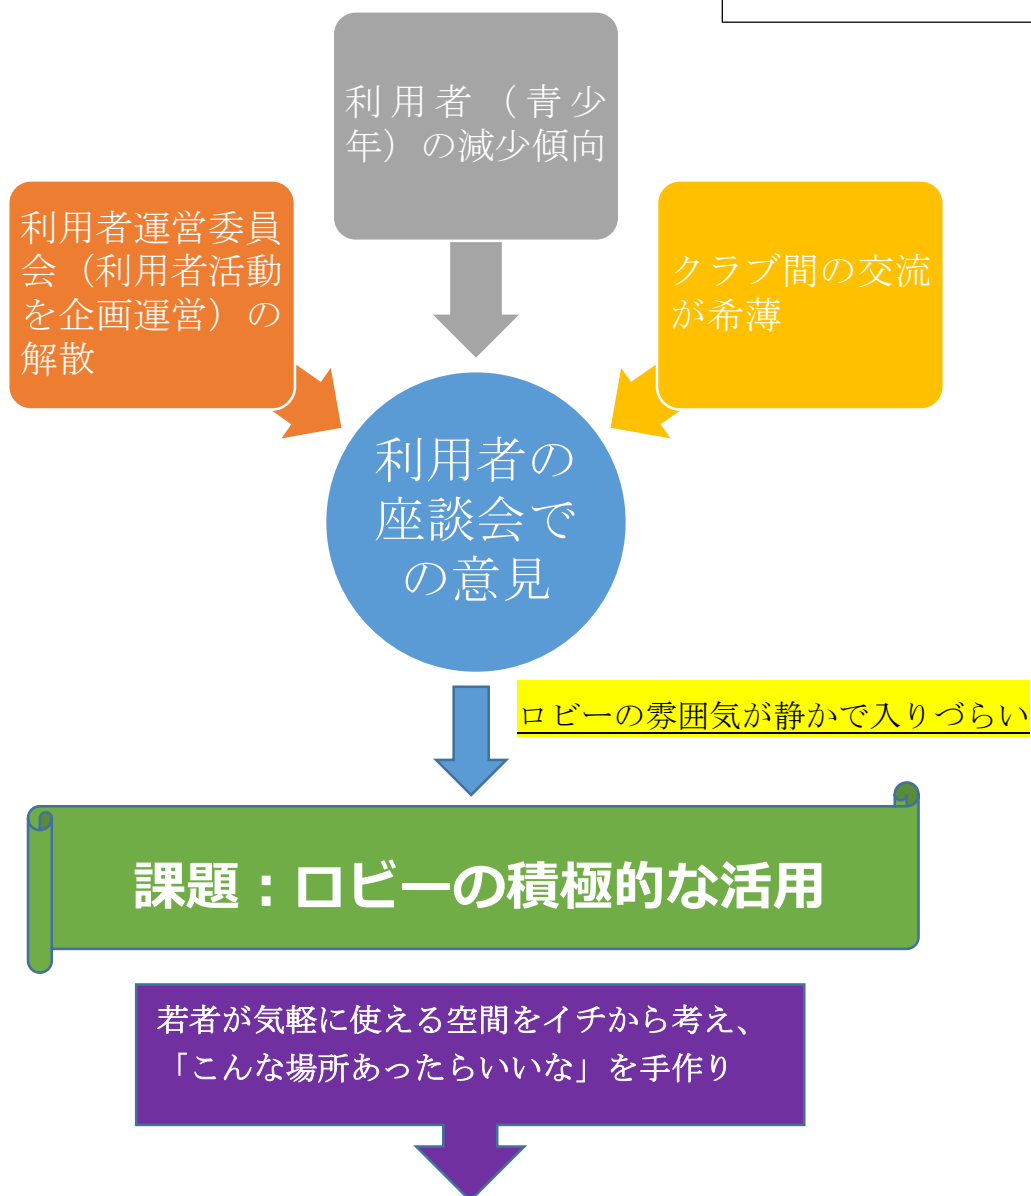 利用者（青少
年）の減少傾向
利用者運営委員
会（利用者活動
を企画運営）の
解散
クラブ間の交流
が希薄
利用者の
座談会で
の意見
ロビーの雰囲気が静かで入りづらい
課題：ロビーの積極的な活用
若者が気軽に使える空間をイチから考え、
「こんな場所あったらいいな」を手作り